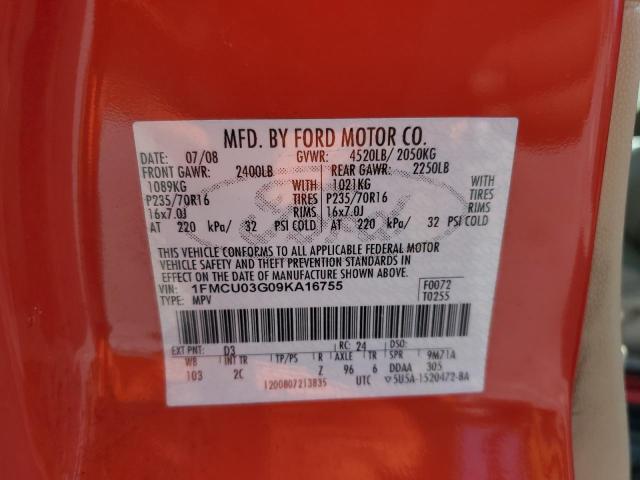 MFD. BY FORD MOTOR CO.
DATE: 07/08 GVWR: 4520LB/ 2050KG
FRONT GAWR: 2400LB REAR GAWR: 2250LB
1089KG WITH 1021KG WITH
P235/70R16 TIRES P235/70R16 TIRES
16x7.0J RIMS 16x7.0J RIMS
AT 220 kPa/ 32 PSI COLD AT 220 kPa/ 32 PSI COLD
THIS VEHICLE CONFORMS TO ALL APPLICABLE FEDERAL MOTOR
VEHICLE SAFETY AND THEFT PREVENTION STANDARDS IN
EFFECT ON THE DATE OF MANUFACTURE SHOWN ABOVE.
VIN: 1FMCU03G09KA16755 F0072
TYPE: MPV T0255
EXT PNT: D3 RC: 24 DSO:
WB INT TR TP/PS R AXLE TR SPR 9M71A
103 2C Z 96 6 DDAA 305
1200807213835 UTC ▽5U5A-1520472-BA
Ford